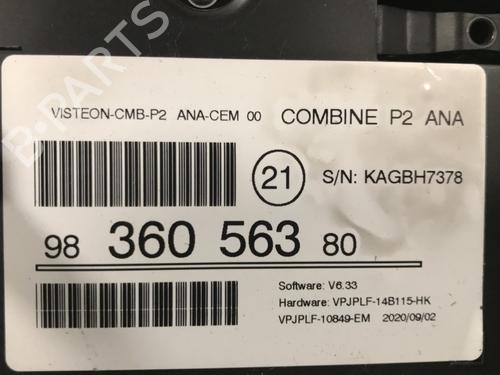 VISTEON-CMB-P2 ANA-CEM 00 COMBINE P2 ANA
21 S/N: KAGBH7378
98 360 563 80
Software: V6.33
Hardware: VPJPLF-14B115-HK
VPJPLF-10849-EM 2020/09/02
B-PARTS